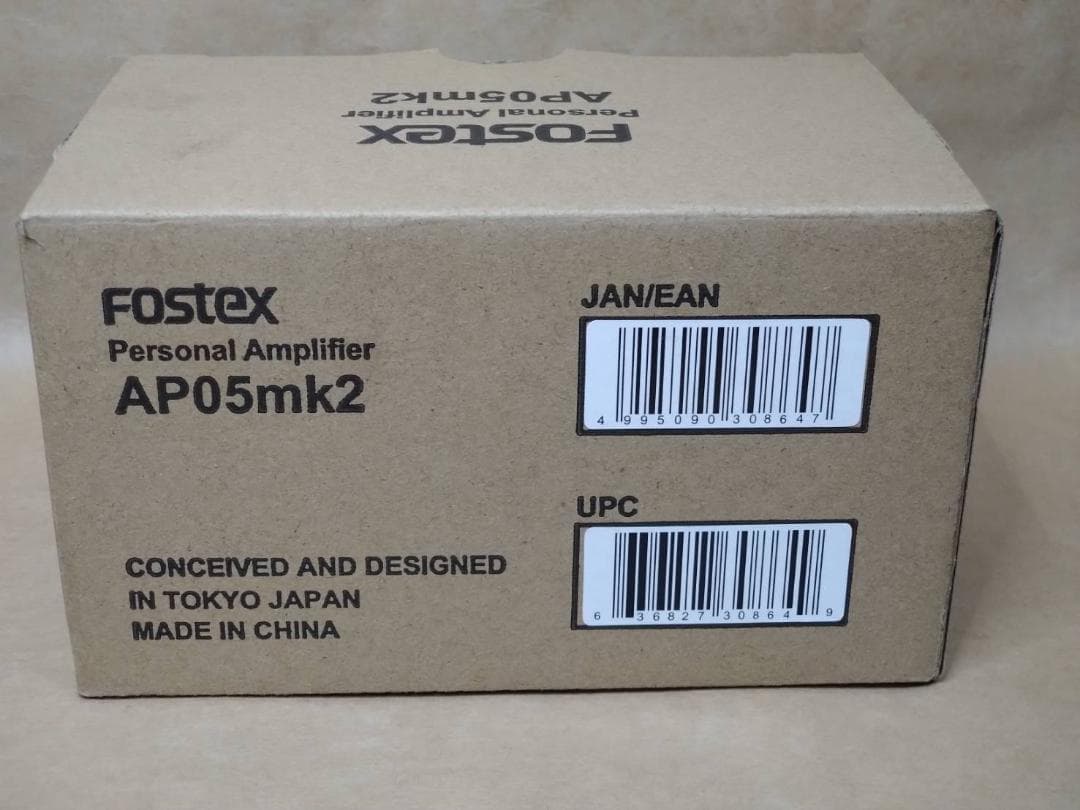 FOSTEX
Personal Amplifier
AP05mk2
FOSTEX
Personal Amplifier
AP05mk2
CONCEIVED AND DESIGNED
IN TOKYO JAPAN
MADE IN CHINA
JAN/EAN
4 995090 308647
UPC
6 36827 30864 9